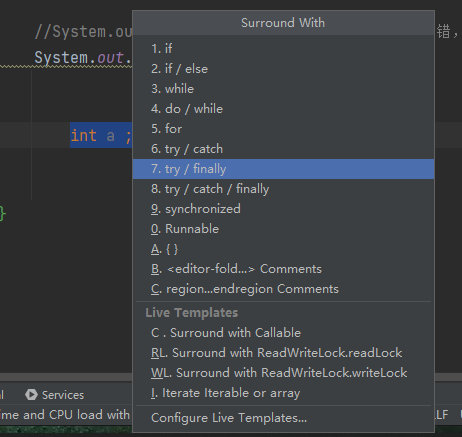 Surround With
//System.ou
错,
System.out.
1. if
2. if / else
3. while
4. do / while
5. for
int a ;
6. try / catch
7. try / finally
8. try / catch / finally
9. synchronized
}
0. Runnable
A. { }
B. <editor-fold...> Comments
C. region...endregion Comments
Live Templates
C . Surround with Callable
RL. Surround with ReadWriteLock.readLock
WL. Surround with ReadWriteLock.writeLock
I. Iterate Iterable or array
Configure Live Templates...
Services
ime and CPU load with
LF